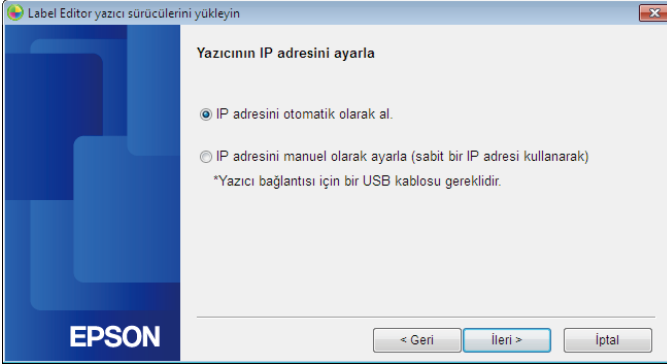 Label Editor yazıcı sürücülerini yükleyin
Yazıcının IP adresini ayarla
IP adresini otomatik olarak al.
IP adresini manuel olarak ayarla (sabit bir IP adresi kullanarak)
*Yazıcı bağlantısı için bir USB kablosu gereklidir.
EPSON
< Geri
İleri >
İptal